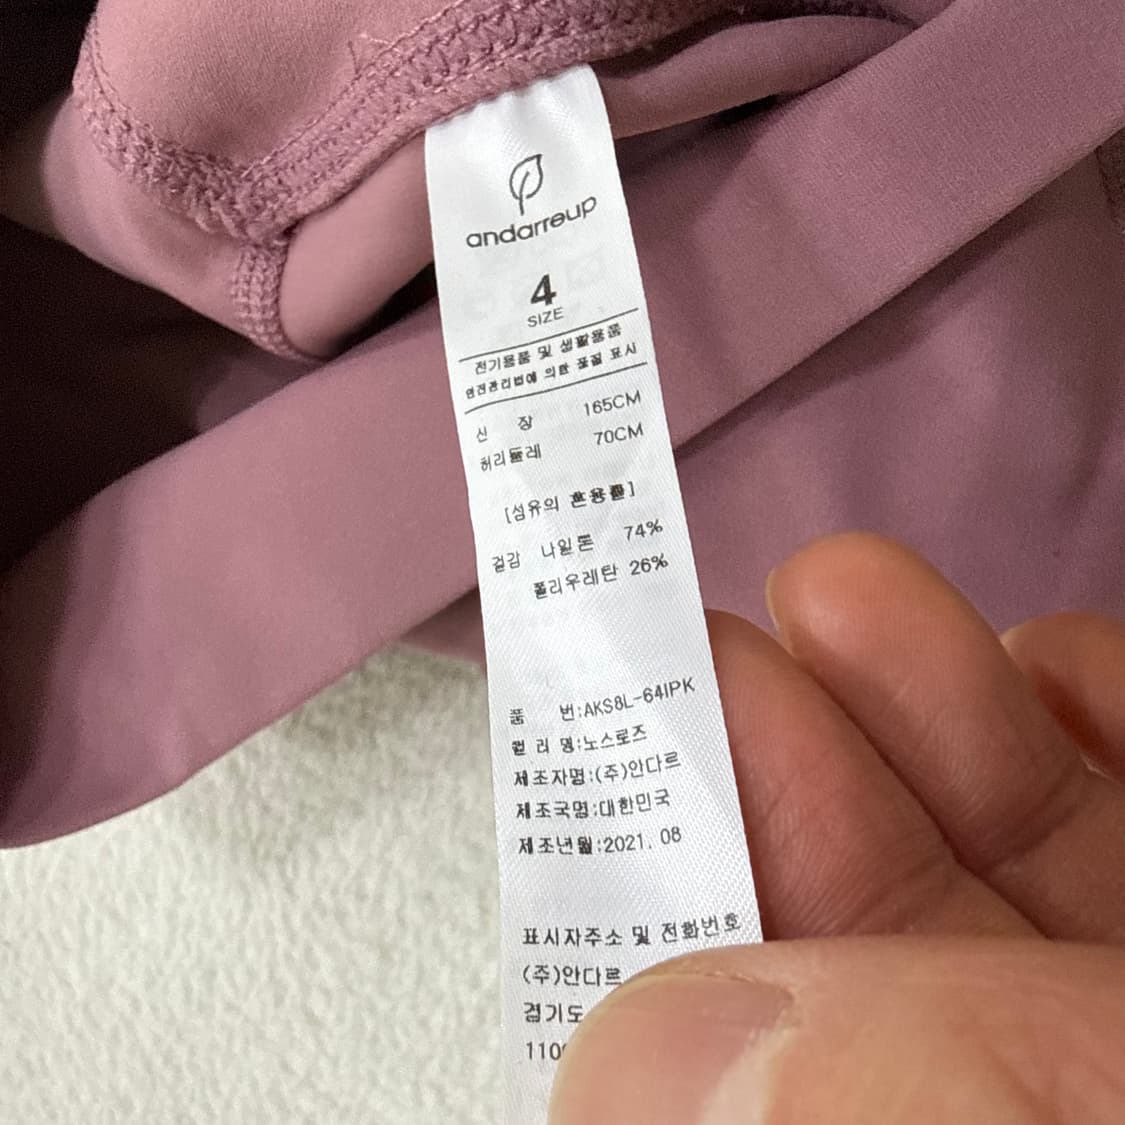 andarreup
4
SIZE
전기용품 및 생활용품
안전관리법에 의한 품질 표시
신 장 165CM
허리둘레 70CM
[섬유의 혼용률]
겉감 나일론 74%
폴리우레탄 26%
품 번:AKS8L-64IPK
컬 러 명:노스로즈
제조자명:(주)안다르
제조국명:대한민국
제조년월:2021. 08
표시자주소 및 전화번호
(주)안다르
경기도
110